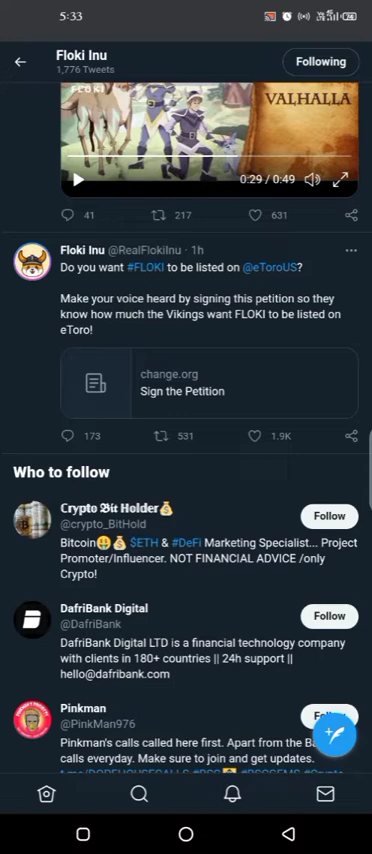 5:33
Floki Inu
1,776 Tweets
Following
FLOKI
VALHALLA
0:29 / 0:49
41 217 631
Floki Inu @RealFlokiInu · 1h
Do you want #FLOKI to be listed on @eToroUS?
Make your voice heard by signing this petition so they
know how much the Vikings want FLOKI to be listed on
eToro!
change.org
Sign the Petition
173 531 1.9K
Who to follow
𝕮𝖗𝖞𝖕𝖙𝖔 𝕭𝖎𝖙 𝕳𝖔𝖑𝖉𝖊𝖗💰
@crypto_BitHold
Follow
Bitcoin🤑💰 $ETH & #DeFi Marketing Specialist... Project
Promoter/Influencer. NOT FINANCIAL ADVICE /only
Crypto!
DafriBank Digital
@DafriBank
Follow
DafriBank Digital LTD is a financial technology company
with clients in 180+ countries || 24h support ||
hello@dafribank.com
Pinkman
@PinkMan976
Pinkman's calls called here first. Apart from the
calls everyday. Make sure to join and get updates.